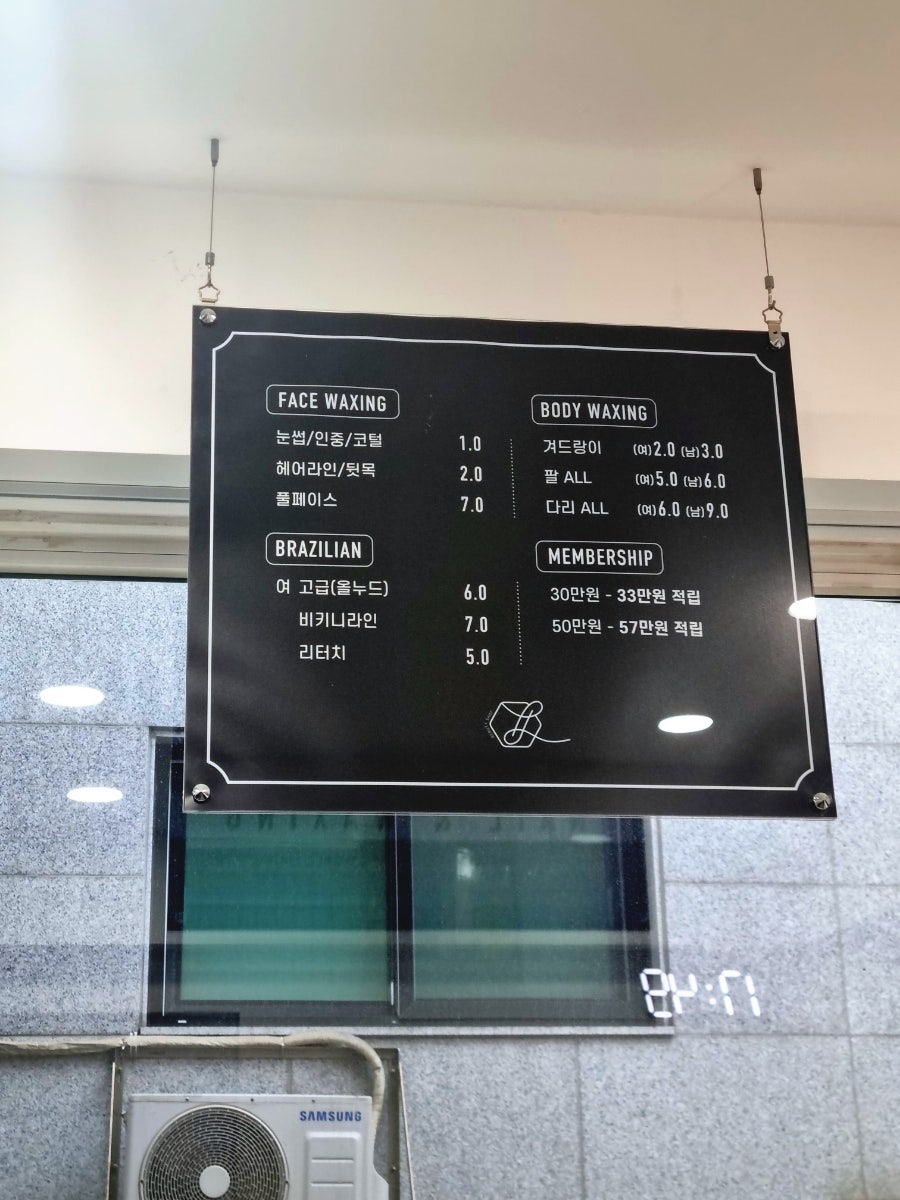 FACE WAXING
눈썹/인중/코털 1.0
헤어라인/뒷목 2.0
풀페이스 7.0
BRAZILIAN
여 고급(올누드) 6.0
비키니라인 7.0
리터치 5.0
BODY WAXING
겨드랑이 (여)2.0 (남)3.0
팔 ALL (여)5.0 (남)6.0
다리 ALL (여)6.0 (남)9.0
MEMBERSHIP
30만원 - 33만원 적립
50만원 - 57만원 적립
WAXING
SAMSUNG